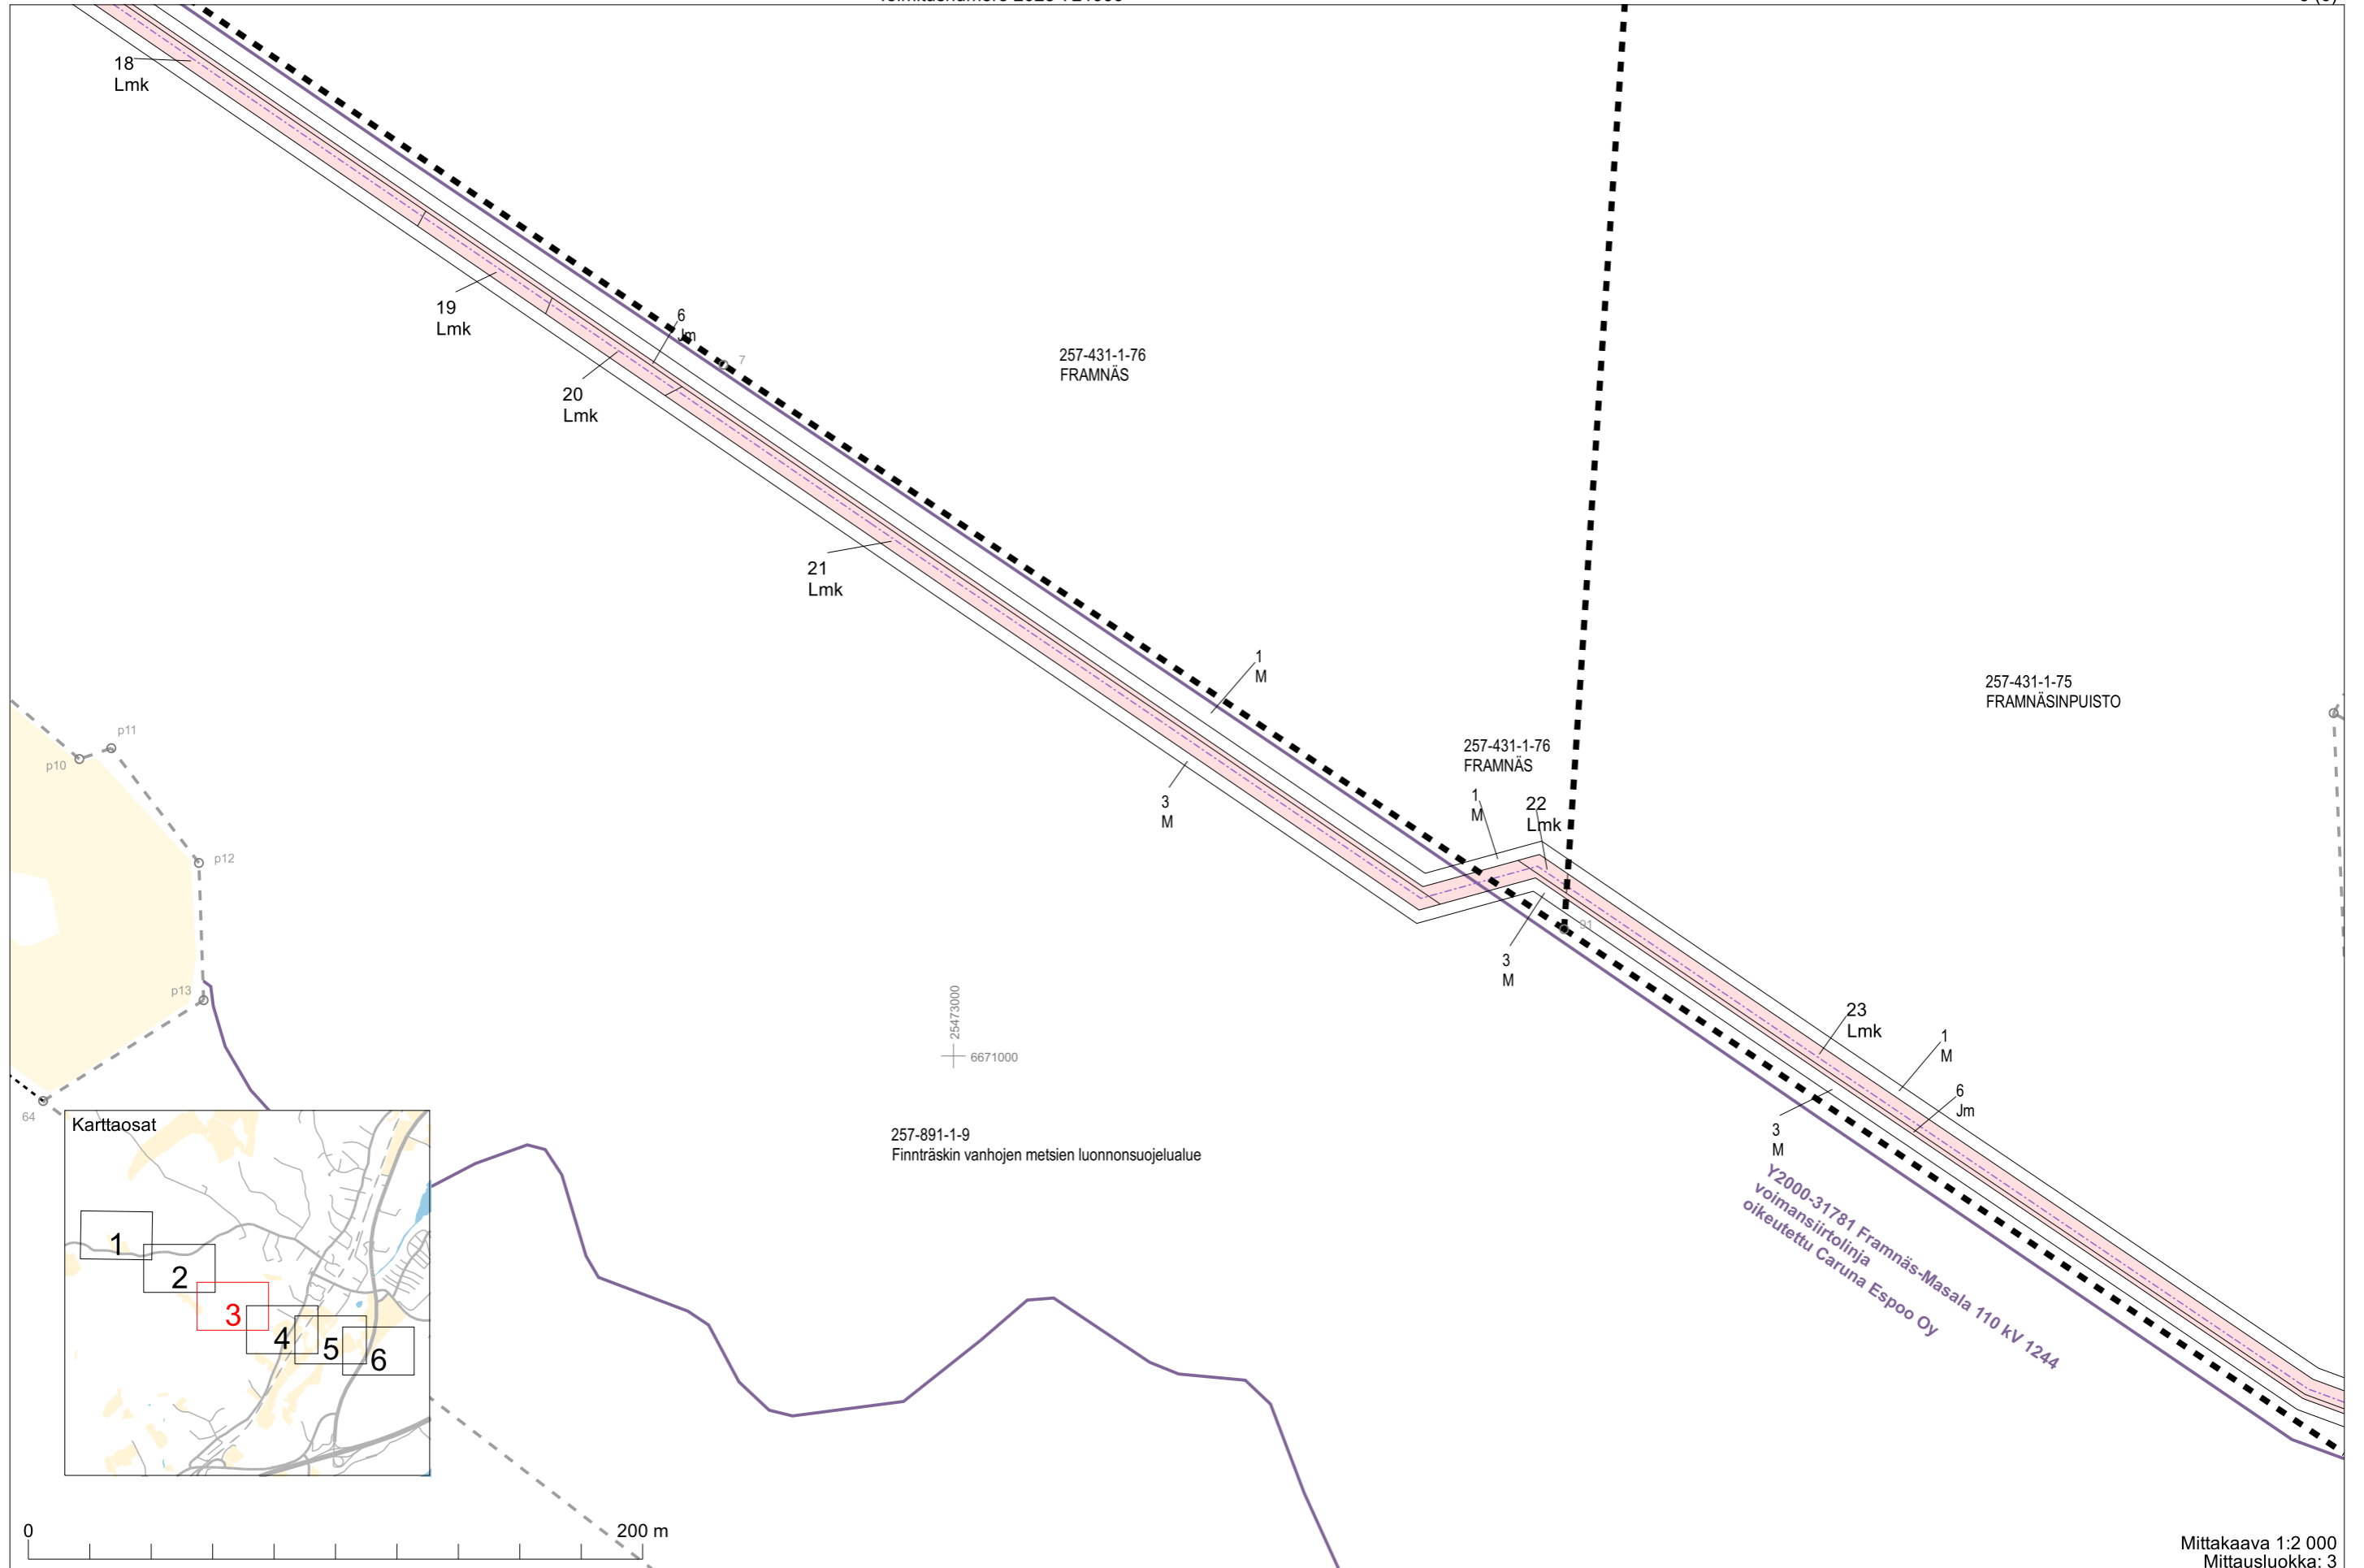 18
Lmk
19
Lmk
6
Jm
7
20
Lmk
257-431-1-76
FRAMNÄS
21
Lmk
1
M
257-431-1-75
FRAMNÄSINPUISTO
p11
p10
257-431-1-76
FRAMNÄS
3
M
1
M
22
Lmk
p12
91
3
M
p13
25473000
6671000
23
Lmk
1
M
6
Jm
64
3
M
Karttaosat
1
2
3
4
5
6
257-891-1-9
Finnträskin vanhojen metsien luonnonsuojelualue
Y2000-31781 Framnäs-Masala 110 kV 1244
voimansiirtolinja
oikeutettu Caruna Espoo Oy
0
200 m
Mittakaava 1:2 000
Mittausluokka: 3